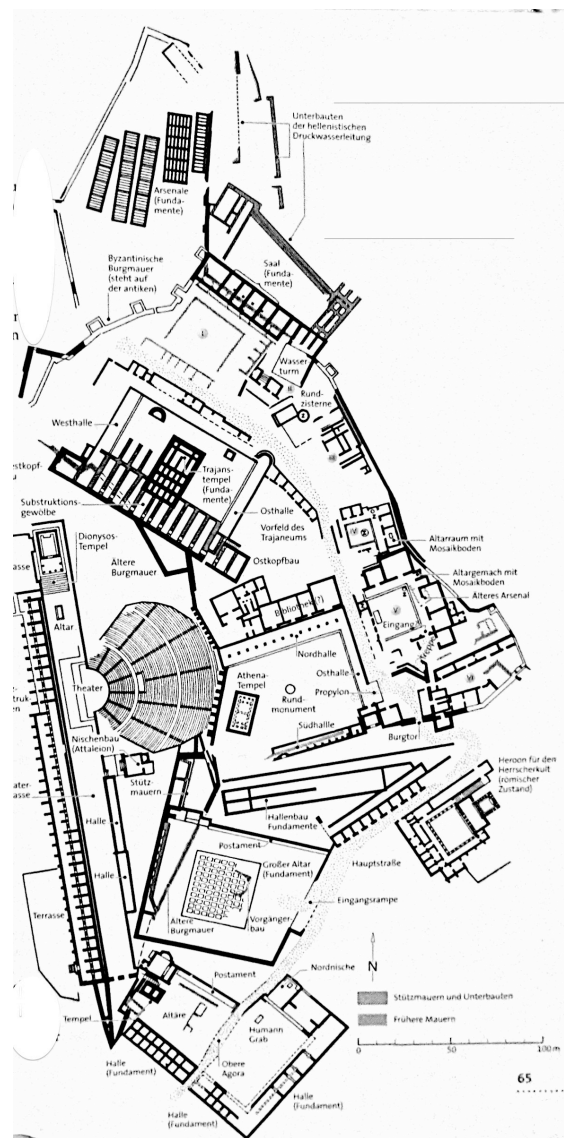 Unterbauten
der hellenistischen
Druckwasserleitung
Arsenale
(Funda-
mente)
Byzantinische
Burgmauer
(steht auf
der antiken)
Saal
(Funda-
mente)
Wasser
turm
Rund-
zisterne
Westhalle
Trajans-
tempel
(Funda-
mente)
Substruktions-
gewölbe
Osthalle
Vorfeld des
Trajaneums
Dionysos-
Tempel
Ältere
Burgmauer
Ostkopfbau
Altarraum mit
Mosaikboden
Altargemach mit
Mosaikboden
Älteres Arsenal
Bibliothek(?)
Eingang
Altar
Nordhalle
Athena-
Tempel
Osthalle
Propylon
Theater
Rund-
monument
Südhalle
Burgtor
Nischenbau
(Attaleion)
Stütz-
mauern
Heroon für den
Herrscherkult
(römischer
Zustand)
Halle
Hallenbau
Fundamente
Postament
Großer Altar
(Fundament)
Hauptstraße
Halle
Eingangsrampe
Terrasse
Ältere
Burgmauer
Vorgänger-
bau
N
Nordnische
Postament
Stützmauern und Unterbauten
Frühere Mauern
Tempel
Altäre
Humann
Grab
0 50 100 m
Halle
(Fundament)
Obere
Agora
65
Halle
(Fundament)
Halle
(Fundament)